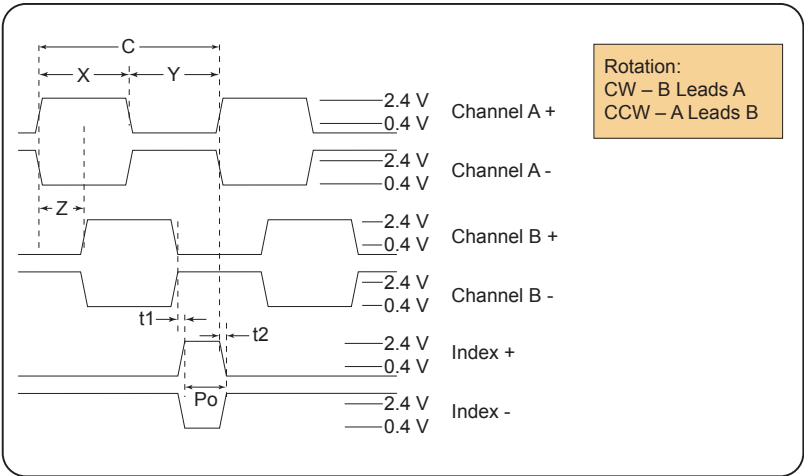 C
X
Y
Rotation:
CW – B Leads A
CCW – A Leads B
2.4 V
0.4 V
Channel A +
2.4 V
0.4 V
Channel A -
Z
2.4 V
0.4 V
Channel B +
2.4 V
0.4 V
Channel B -
t1
t2
2.4 V
0.4 V
Index +
Po
2.4 V
0.4 V
Index -